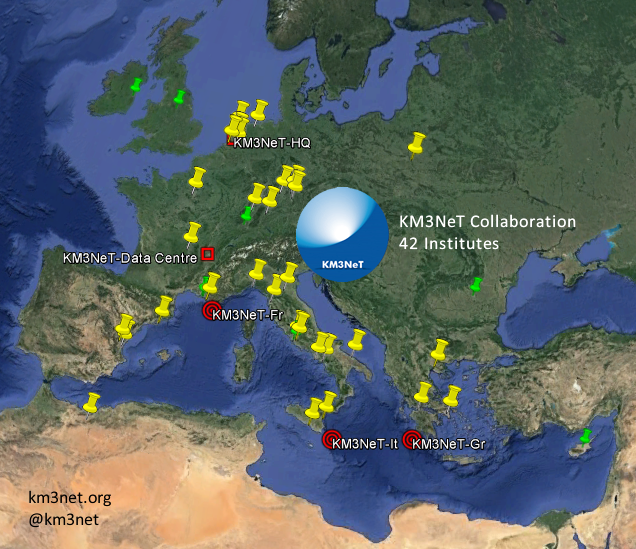 KM3NeT-HQ
KM3NeT Collaboration
42 Institutes
KM3NeT-Data Centre
KM3NeT
KM3NeT-Fr
KM3NeT-It
KM3NeT-Gr
km3net.org
@km3net